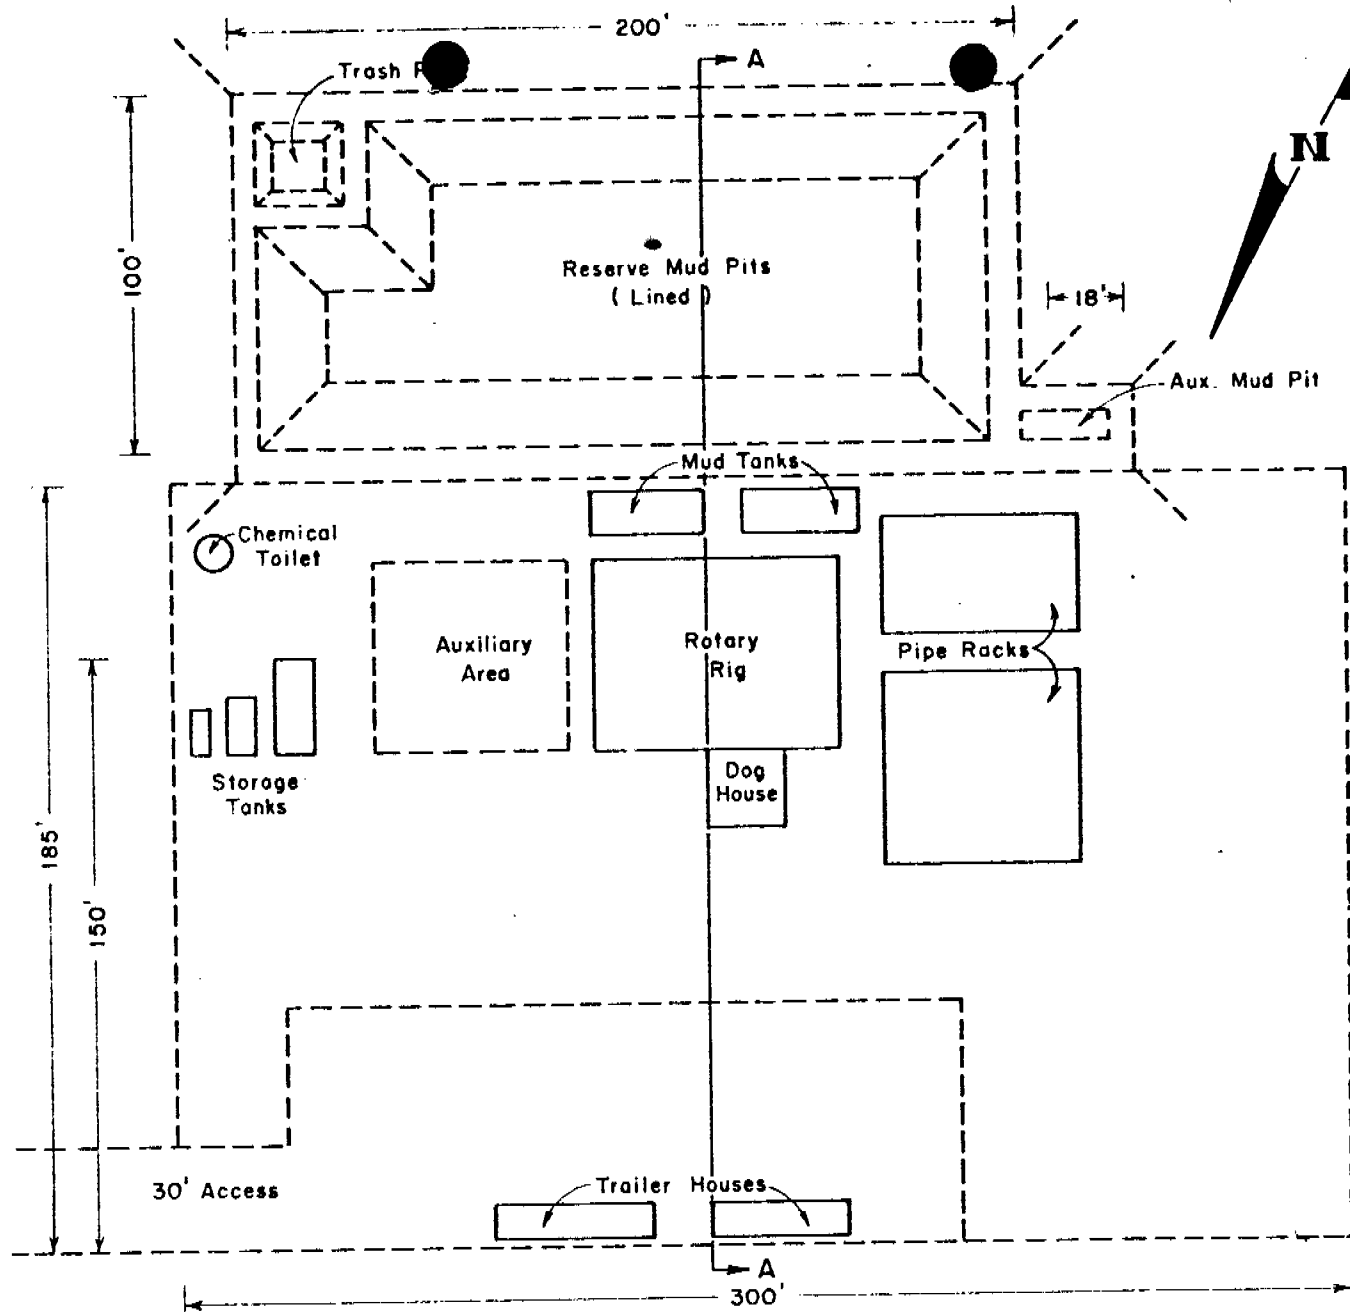 200'
A
Trash
N
100'
Reserve Mud Pits
( Lined )
18'
Aux. Mud Pit
Mud Tanks
Chemical
Toilet
Auxiliary
Area
Rotary
Rig
Pipe Racks
Storage
Tanks
Dog
House
185'
150'
30' Access
Trailer Houses
A
300'